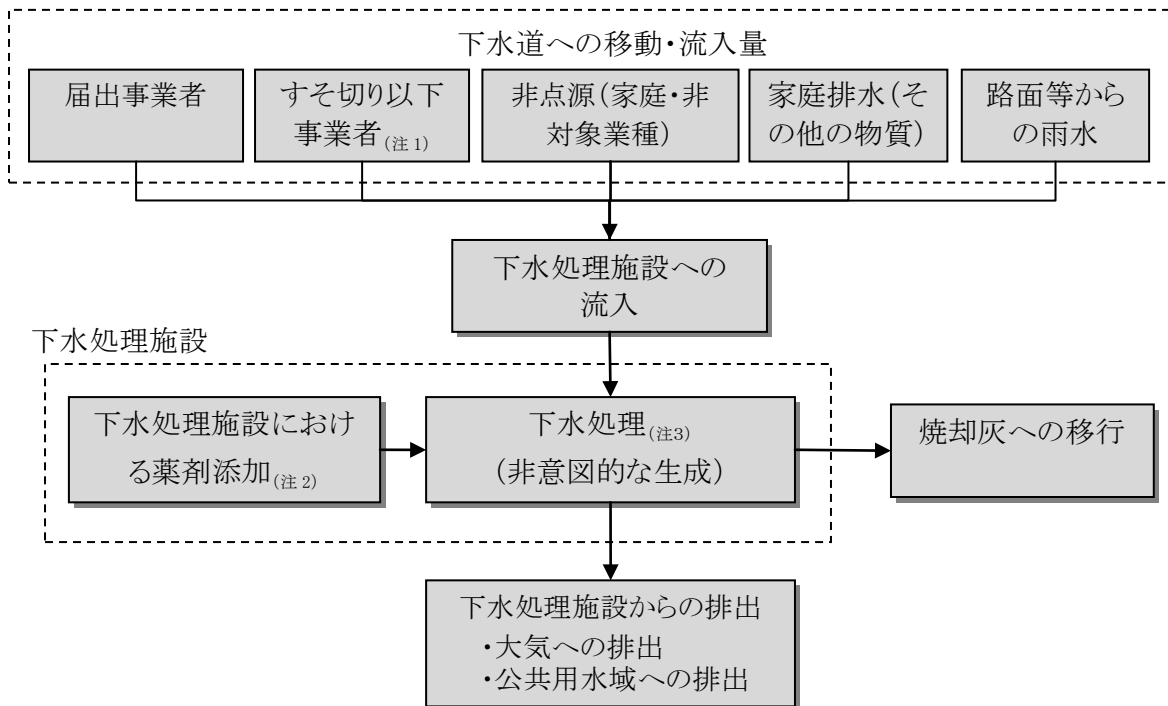 下水道への移動・流入量
届出事業者
すそ切り以下
事業者(注1)
非点源(家庭・非
対象業種)
家庭排水(そ
の他の物質)
路面等から
の雨水
下水処理施設への
流入
下水処理施設
下水処理施設におけ
る薬剤添加(注2)
下水処理(注3)
(非意図的な生成)
焼却灰への移行
下水処理施設からの排出
・大気への排出
・公共用水域への排出